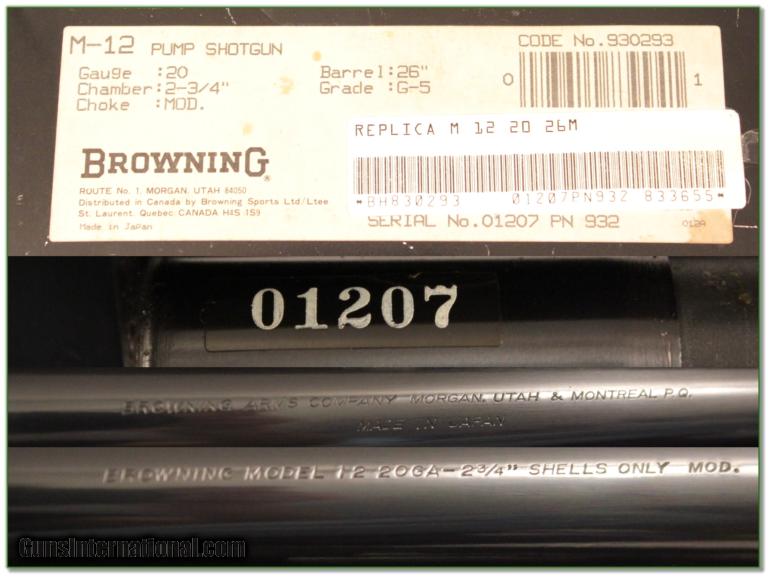 M-12 PUMP SHOTGUN
CODE No. 930293
Gauge :20
Barrel:26"
Chamber:2-3/4"
Grade :G-5
Choke :MOD.
0 1
REPLICA M 12 20 26M
BROWNING®
*BH830293 01207PN932 833655*
ROUTE No. 1, MORGAN, UTAH 84050
Distributed in Canada by Browning Sports Ltd/Ltee
St. Laurent, Quebec CANADA H4S 1S9
SERIAL No. 01207 PN 932
Made in Japan
012A
01207
BROWNING ARMS COMPANY MORGAN, UTAH & MONTREAL P.Q.
MADE IN JAPAN
BROWNING MODEL 12 20GA-2 3/4" SHELLS ONLY MOD.
GunsInternational.com